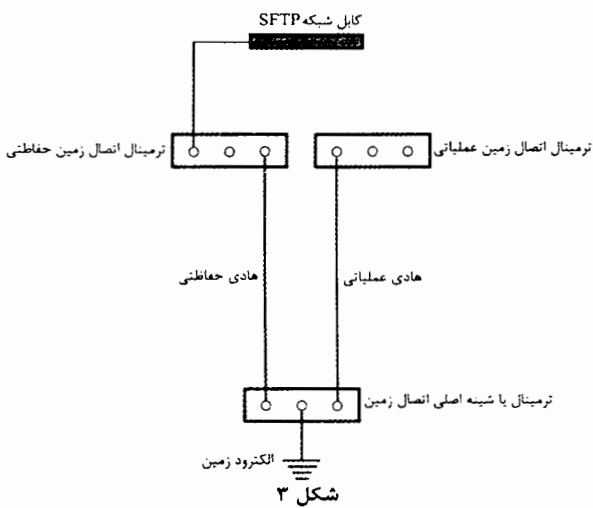 کابل شبکه SFTP
ترمینال اتصال زمین عملیاتی
ترمینال اتصال زمین حفاظتی
هادی عملیاتی
هادی حفاظتی
ترمینال یا شینه اصلی اتصال زمین
الکترود زمین
شکل ۳